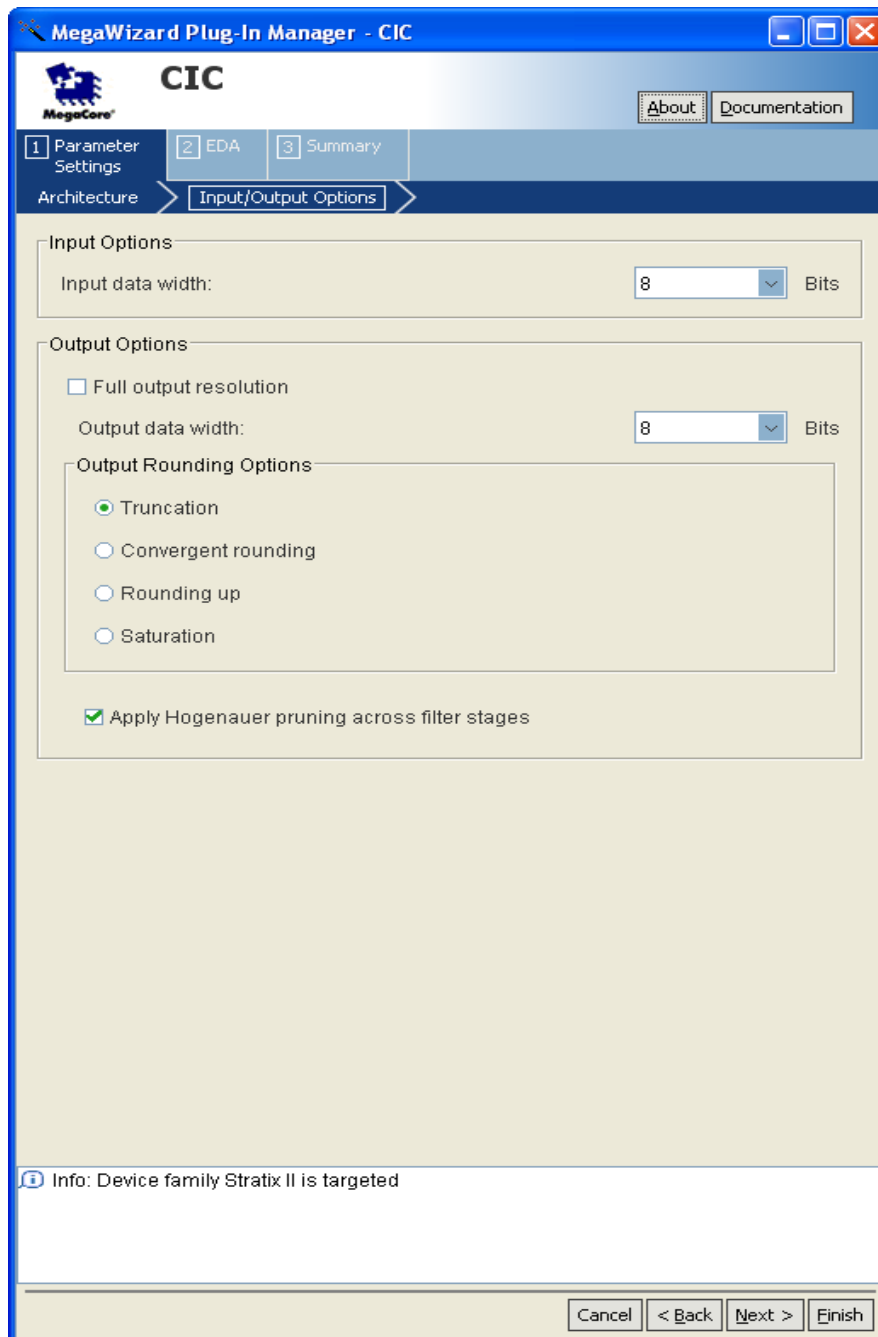 MegaWizard Plug-In Manager - CIC
CIC
MegaCore®
About Documentation
1 Parameter Settings 2 EDA 3 Summary
Architecture Input/Output Options
Input Options
Input data width: 8 Bits
Output Options
Full output resolution
Output data width: 8 Bits
Output Rounding Options
Truncation
Convergent rounding
Rounding up
Saturation
Apply Hogenauer pruning across filter stages
Info: Device family Stratix II is targeted
Cancel < Back Next > Finish